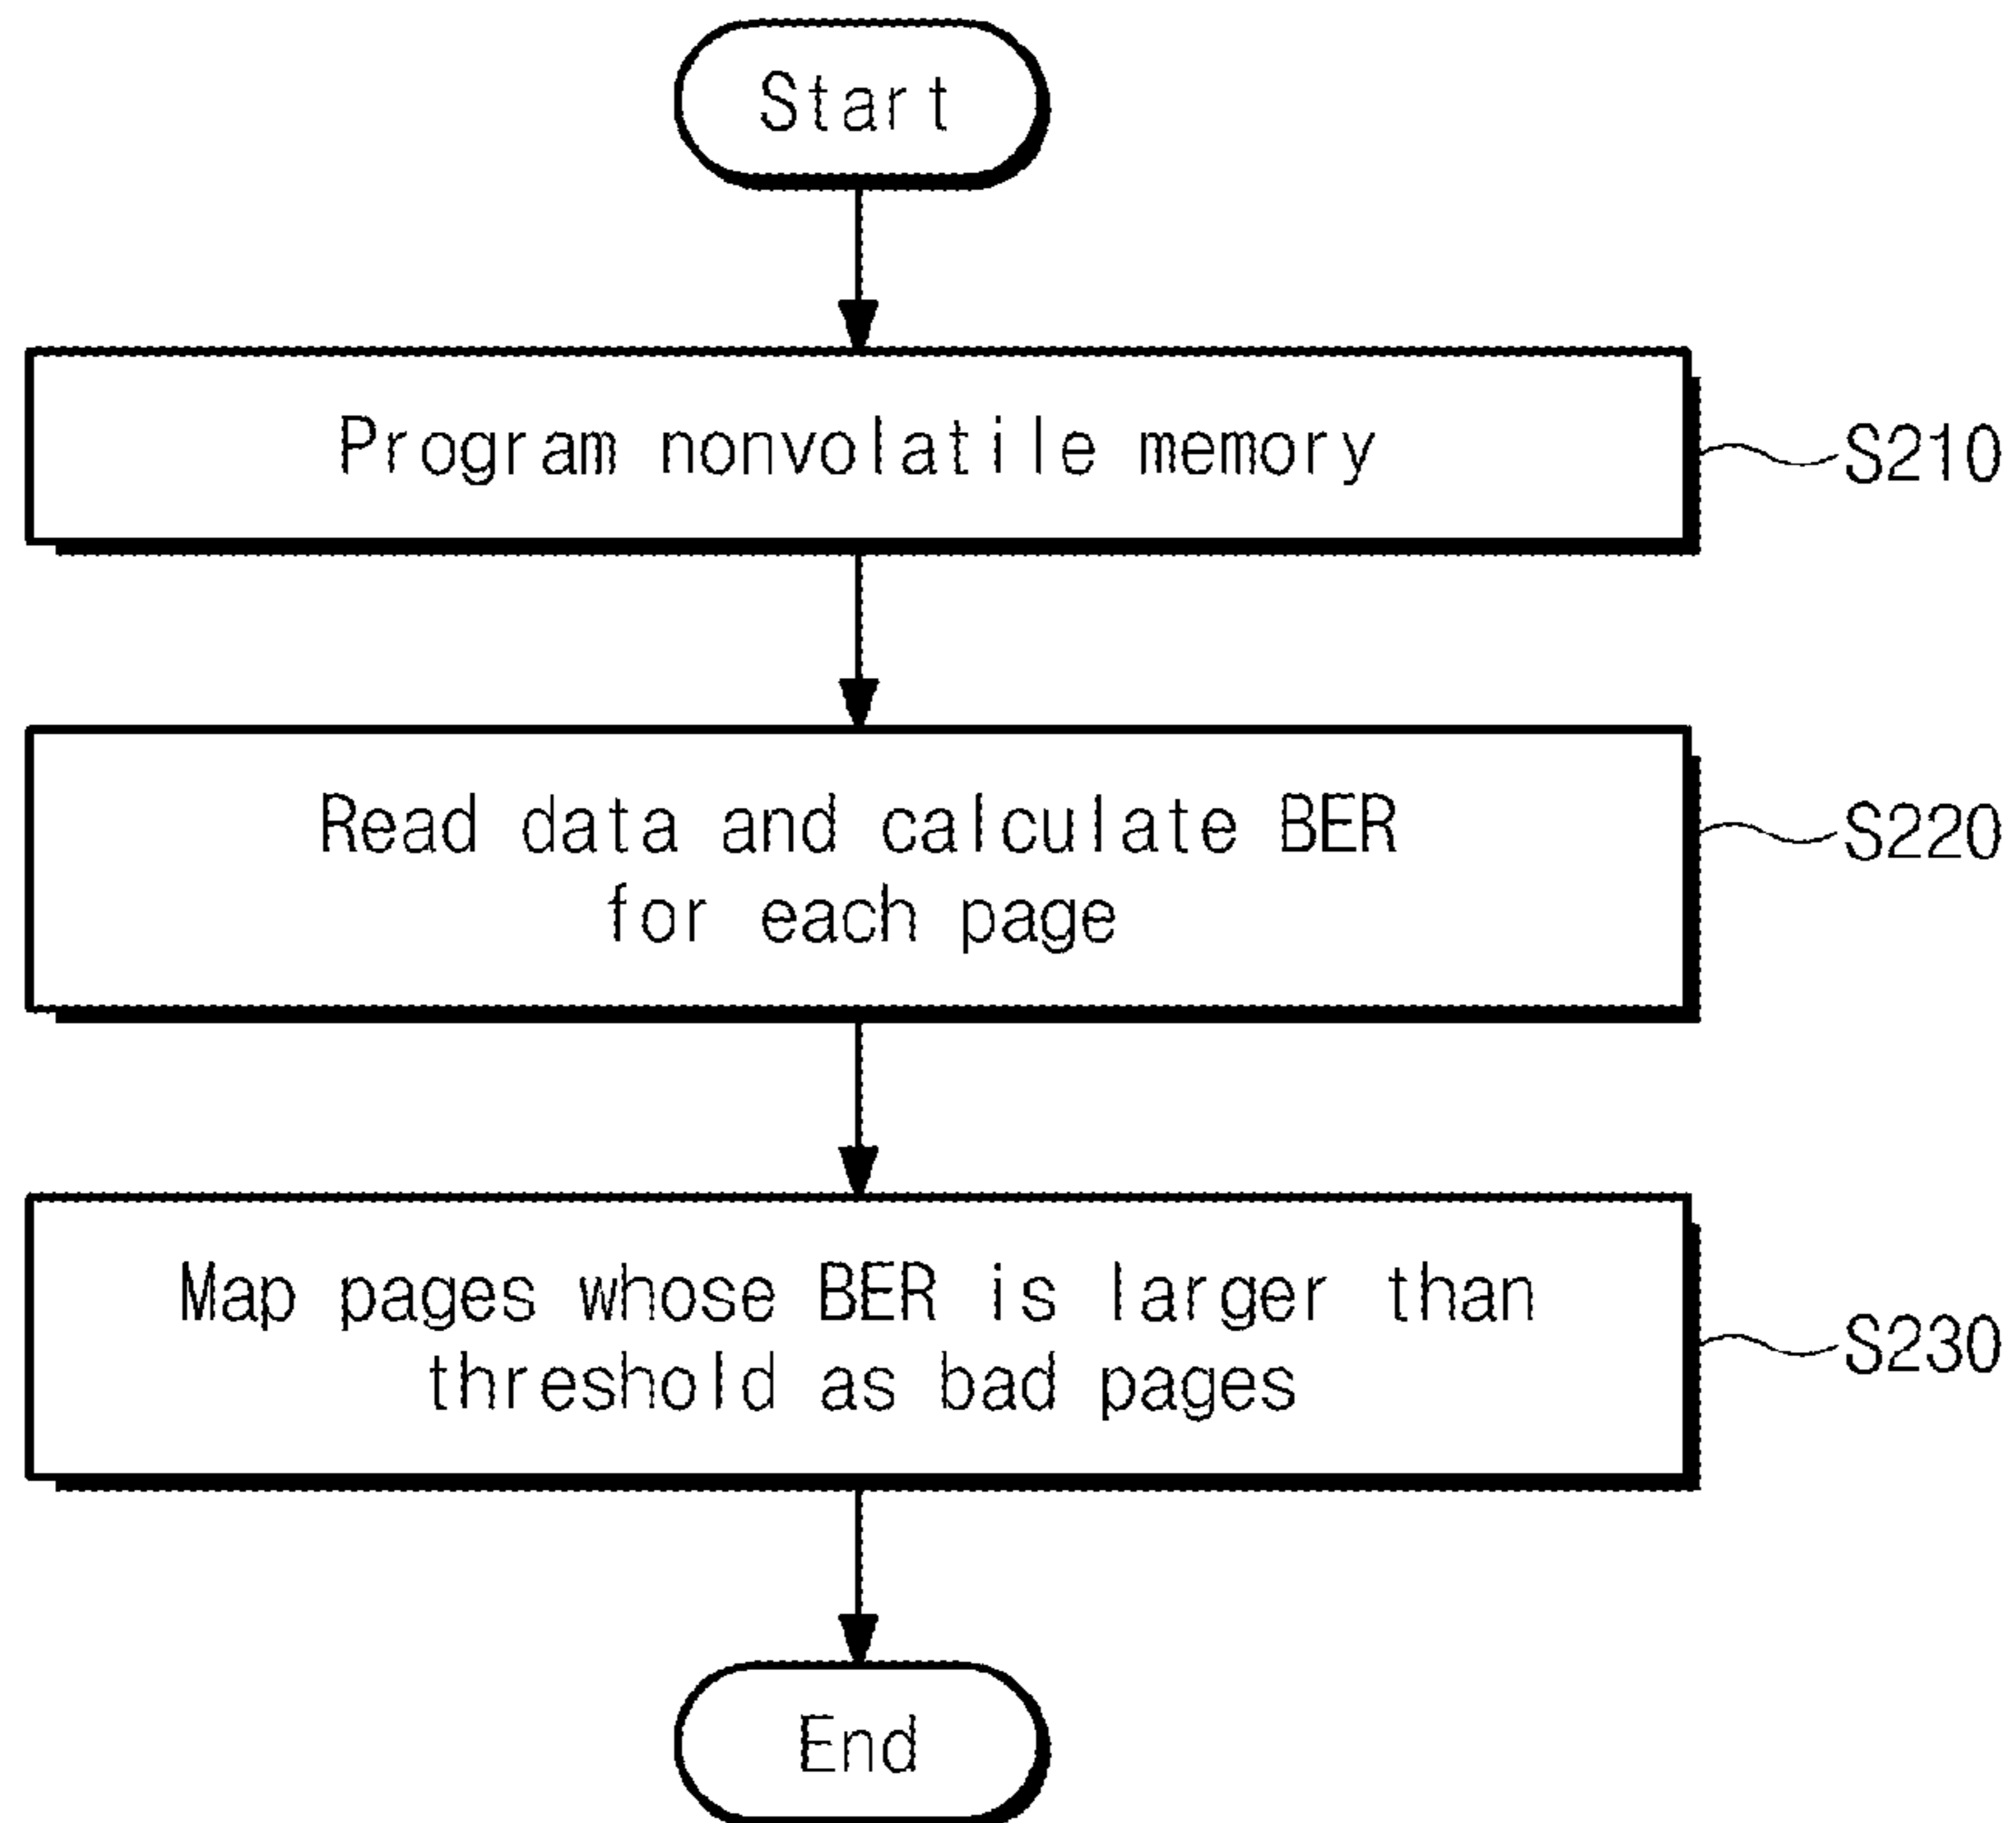 Start
Program nonvolatile memory
S210
Read data and calculate BER
for each page
S220
Map pages whose BER is larger than
threshold as bad pages
S230
End